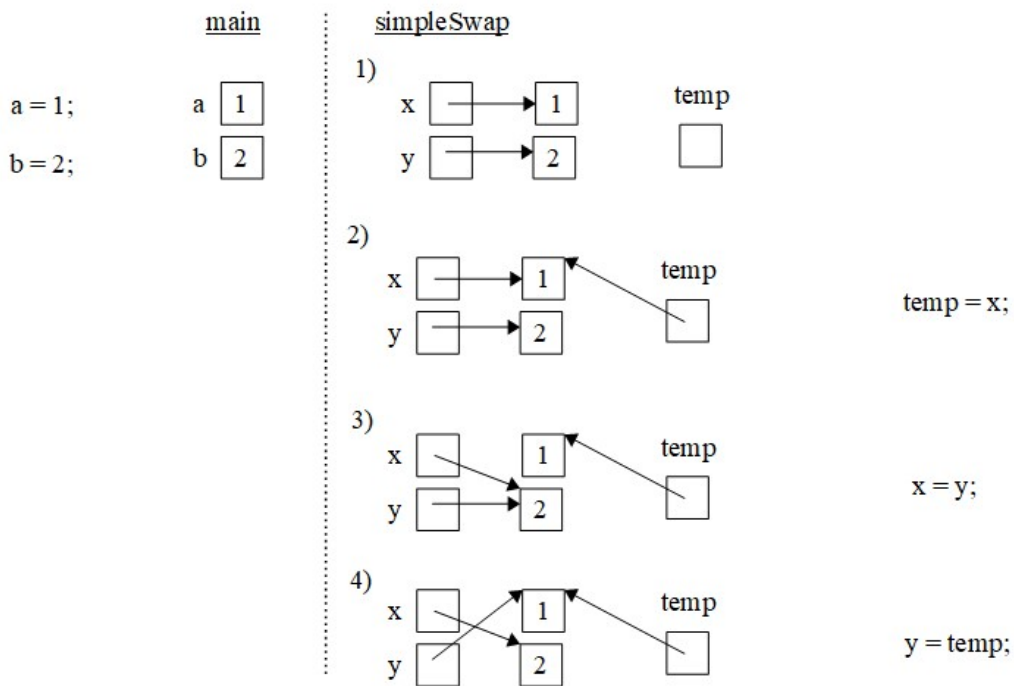 main
simpleSwap
a = 1;
a 1
b = 2;
b 2
1)
x 1
temp
y 2
2)
x 1
temp
y 2
temp = x;
3)
x 1
temp
y 2
x = y;
4)
x 1
temp
y 2
y = temp;